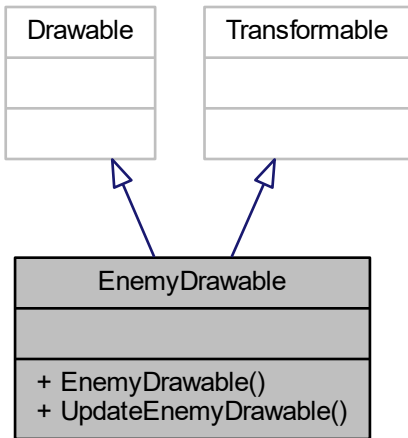 Drawable
Transformable
EnemyDrawable
+ EnemyDrawable()
+ UpdateEnemyDrawable()